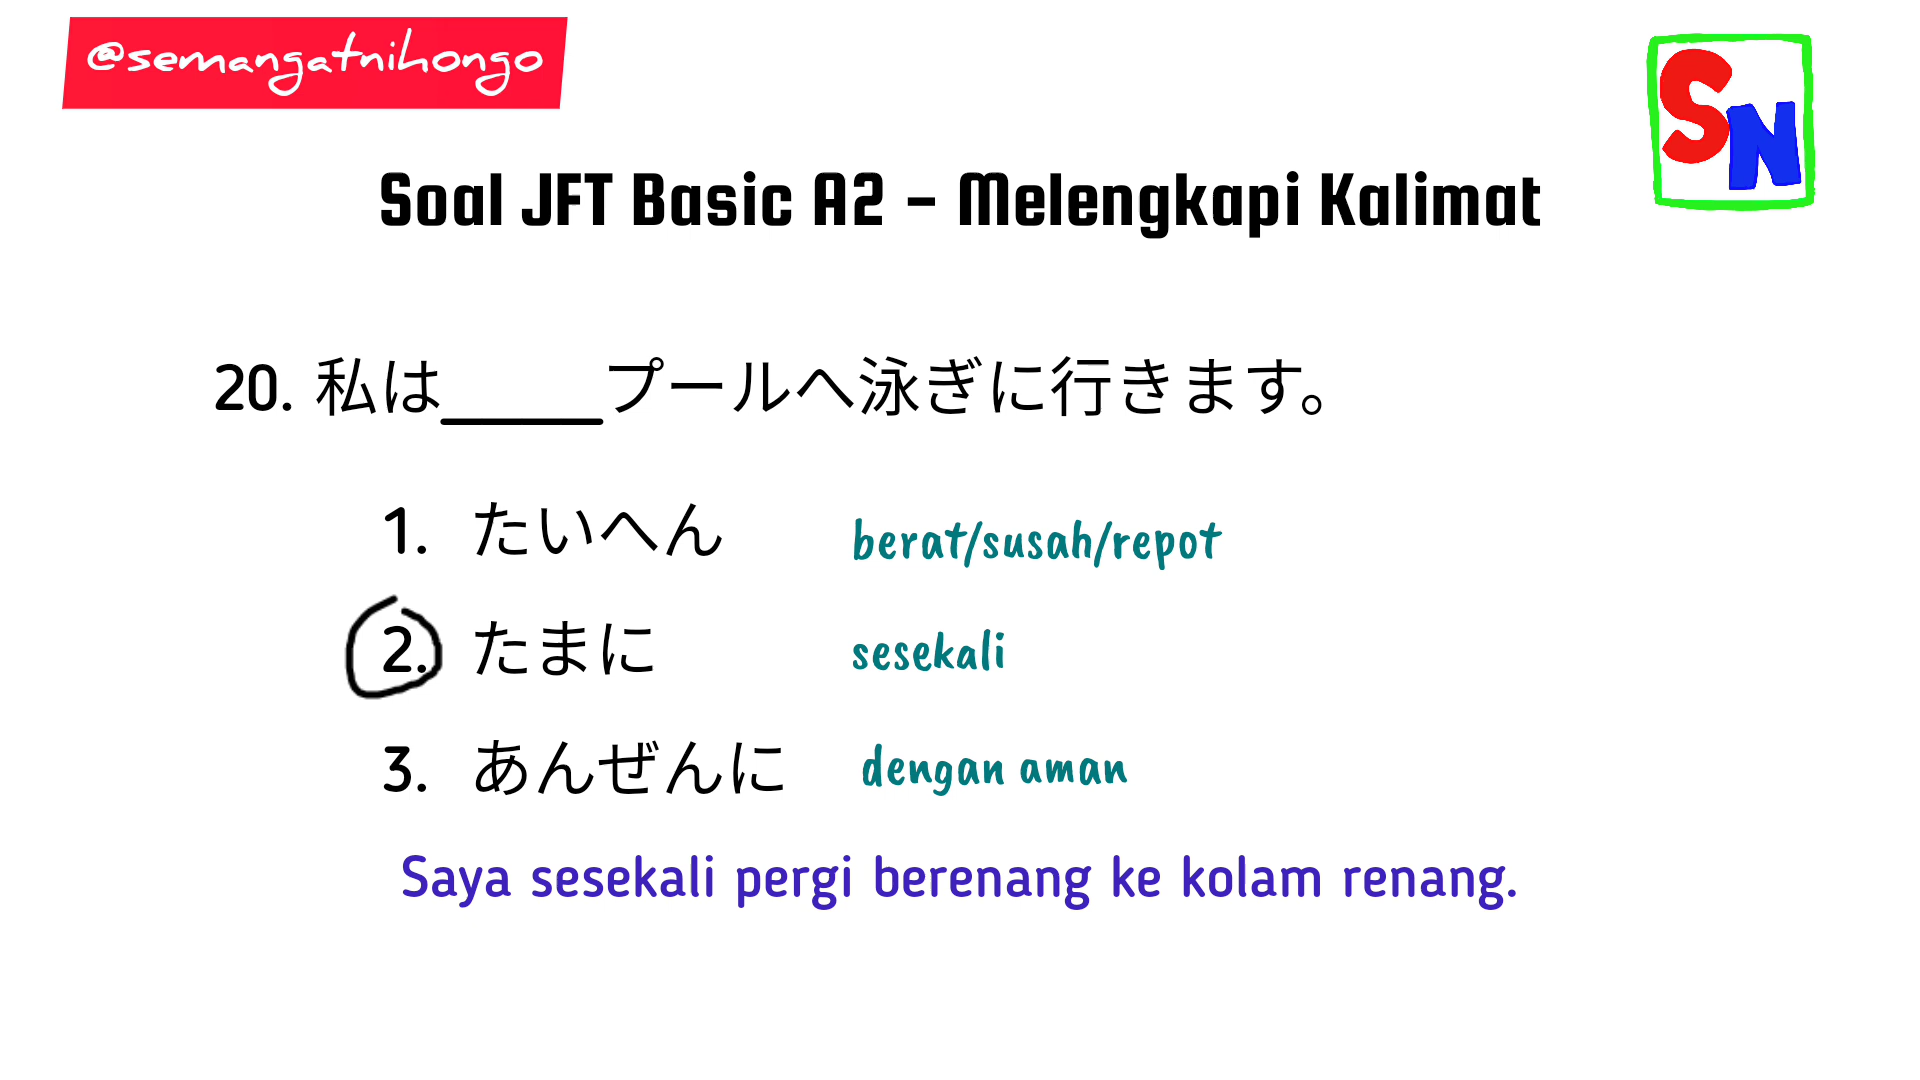 @semangatnihongo
SN
Soal JFT Basic A2 - Melengkapi Kalimat
20. 私は_____プールへ泳ぎに行きます。
1. たいへん berat/susah/repot
2. たまに sesekali
3. あんぜんに dengan aman
Saya sesekali pergi berenang ke kolam renang.